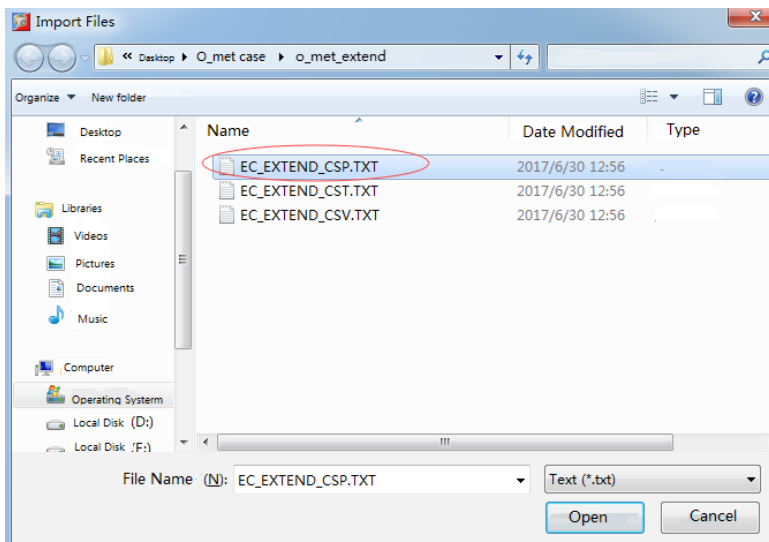 Import Files
« Dasktop ▸ O_met case ▸ o_met_extend
Organize ▼ New folder
Name Date Modified Type
Desktop
Recent Places
Libraries
Videos
Pictures
Documents
Music
Computer
Operating Systerm
Local Disk (D:)
Local Disk (F:)
EC_EXTEND_CSP.TXT 2017/6/30 12:56
EC_EXTEND_CST.TXT 2017/6/30 12:56
EC_EXTEND_CSV.TXT 2017/6/30 12:56
File Name (N): EC_EXTEND_CSP.TXT Text (*.txt)
Open Cancel